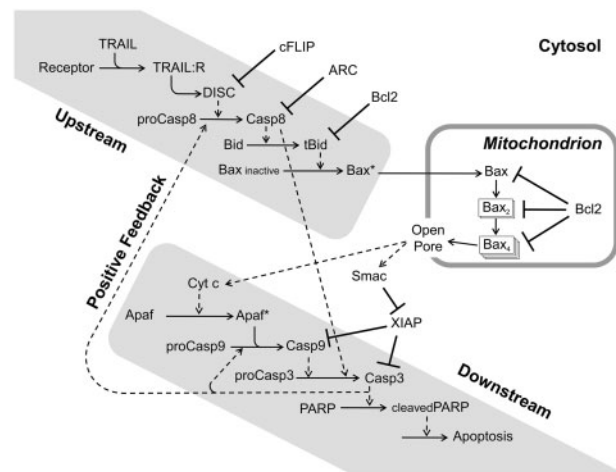 TRAIL
cFLIP
Cytosol
Receptor
TRAIL:R
ARC
DISC
Bcl2
proCasp8
Casp8
Upstream
Bid
tBid
Mitochondrion
Bax inactive
Bax*
Bax
Bax2
Bcl2
Bax4
Open
Pore
Positive Feedback
Cyt c
Smac
Apaf
Apaf*
XIAP
proCasp9
Casp9
proCasp3
Casp3
Downstream
PARP
cleavedPARP
Apoptosis